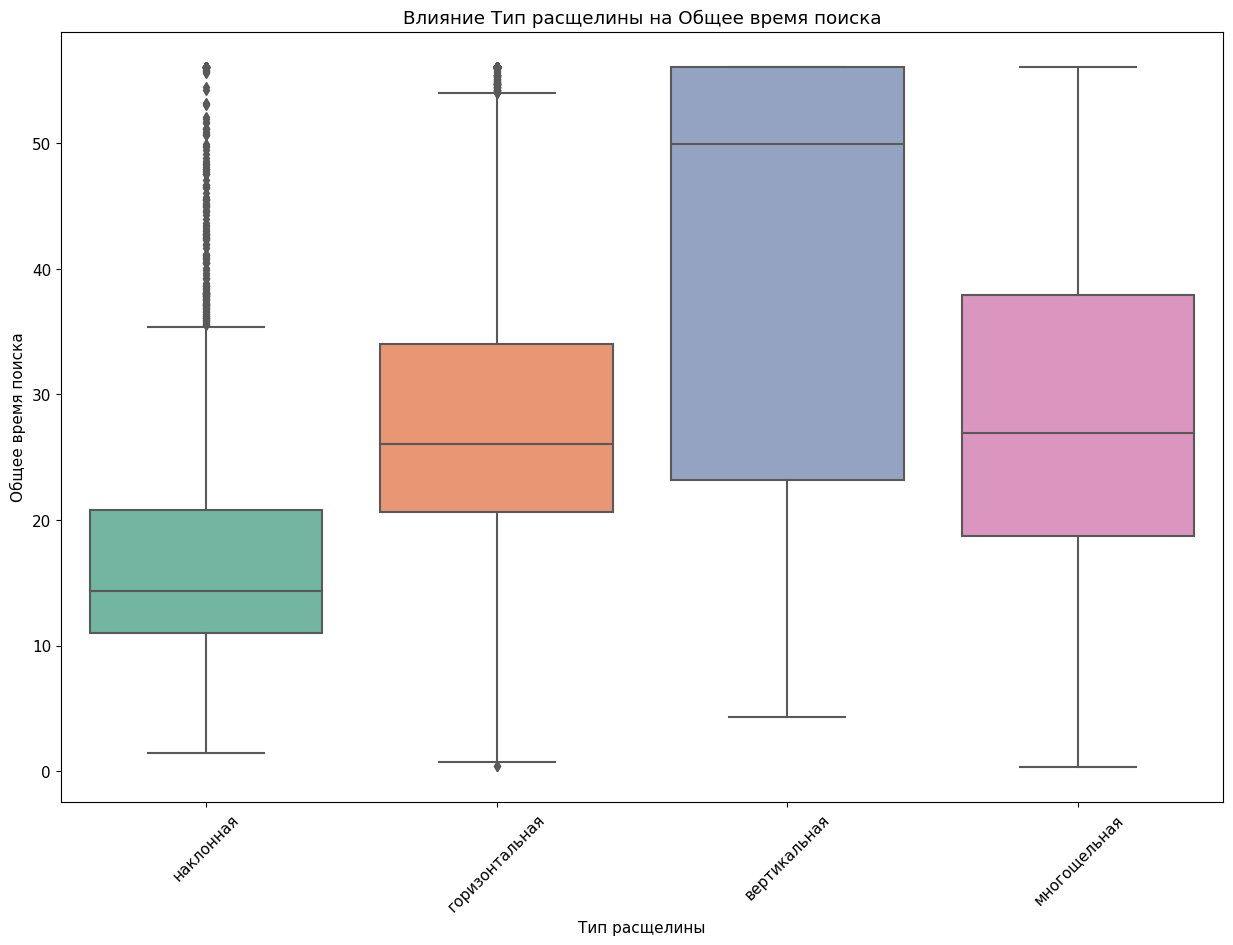 Влияние Тип расщелины на Общее время поиска
Общее время поиска
50
40
30
20
10
0
наклонная
горизонтальная
вертикальная
многощельная
Тип расщелины